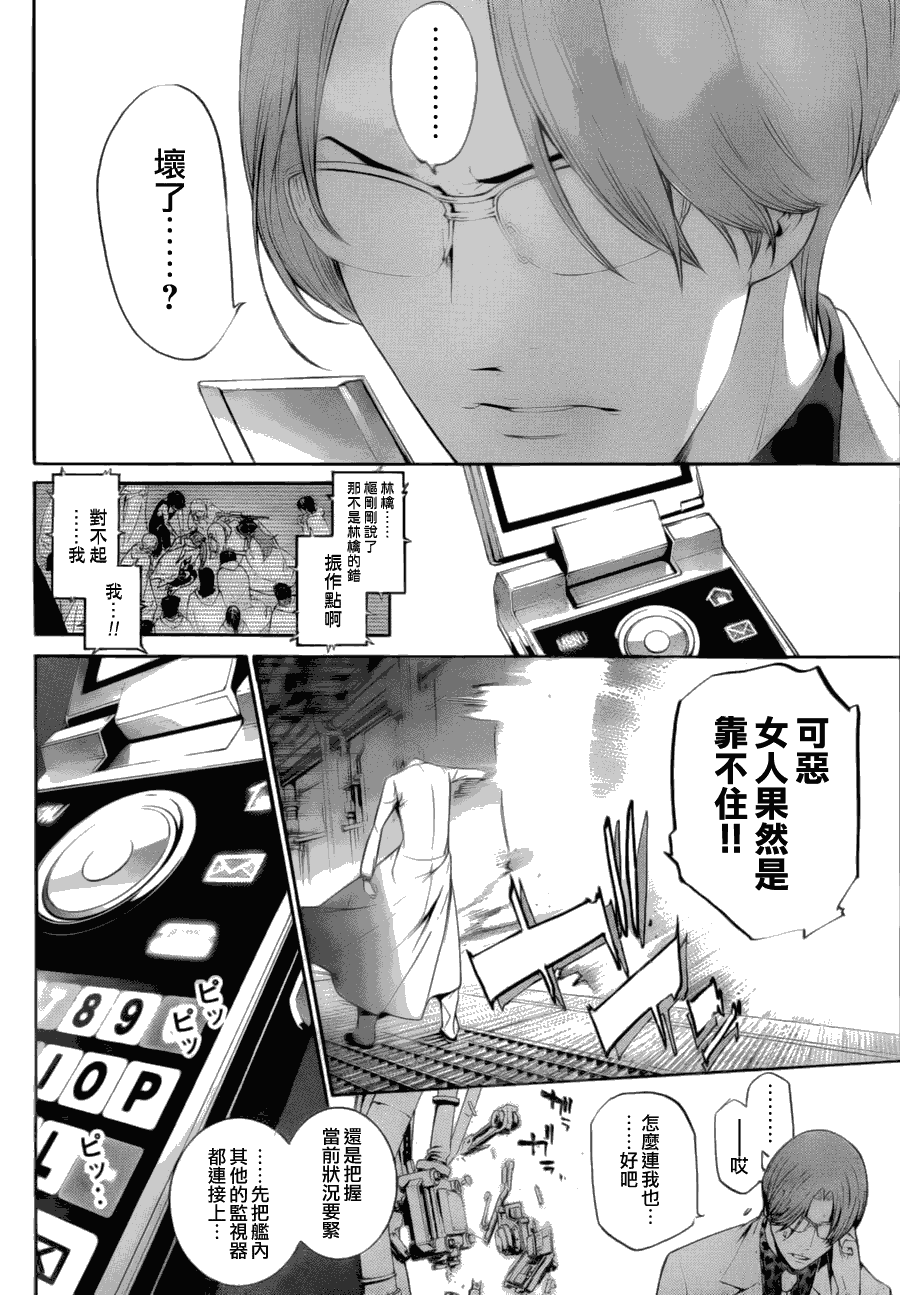 ………
壞了……?
林檎……
樞剛剛說了
那不是林檎的錯
振作點啊
對不起
……我
我…!!
MENU
可惡
女人果然是
靠不住!!
789
IOP
L
ピッ
ピッ
ピッ…
……
——哎
怎麼連我也…
……好吧
還是把握
當前狀況要緊
……先把艦內
其他的監視器
都連接上…